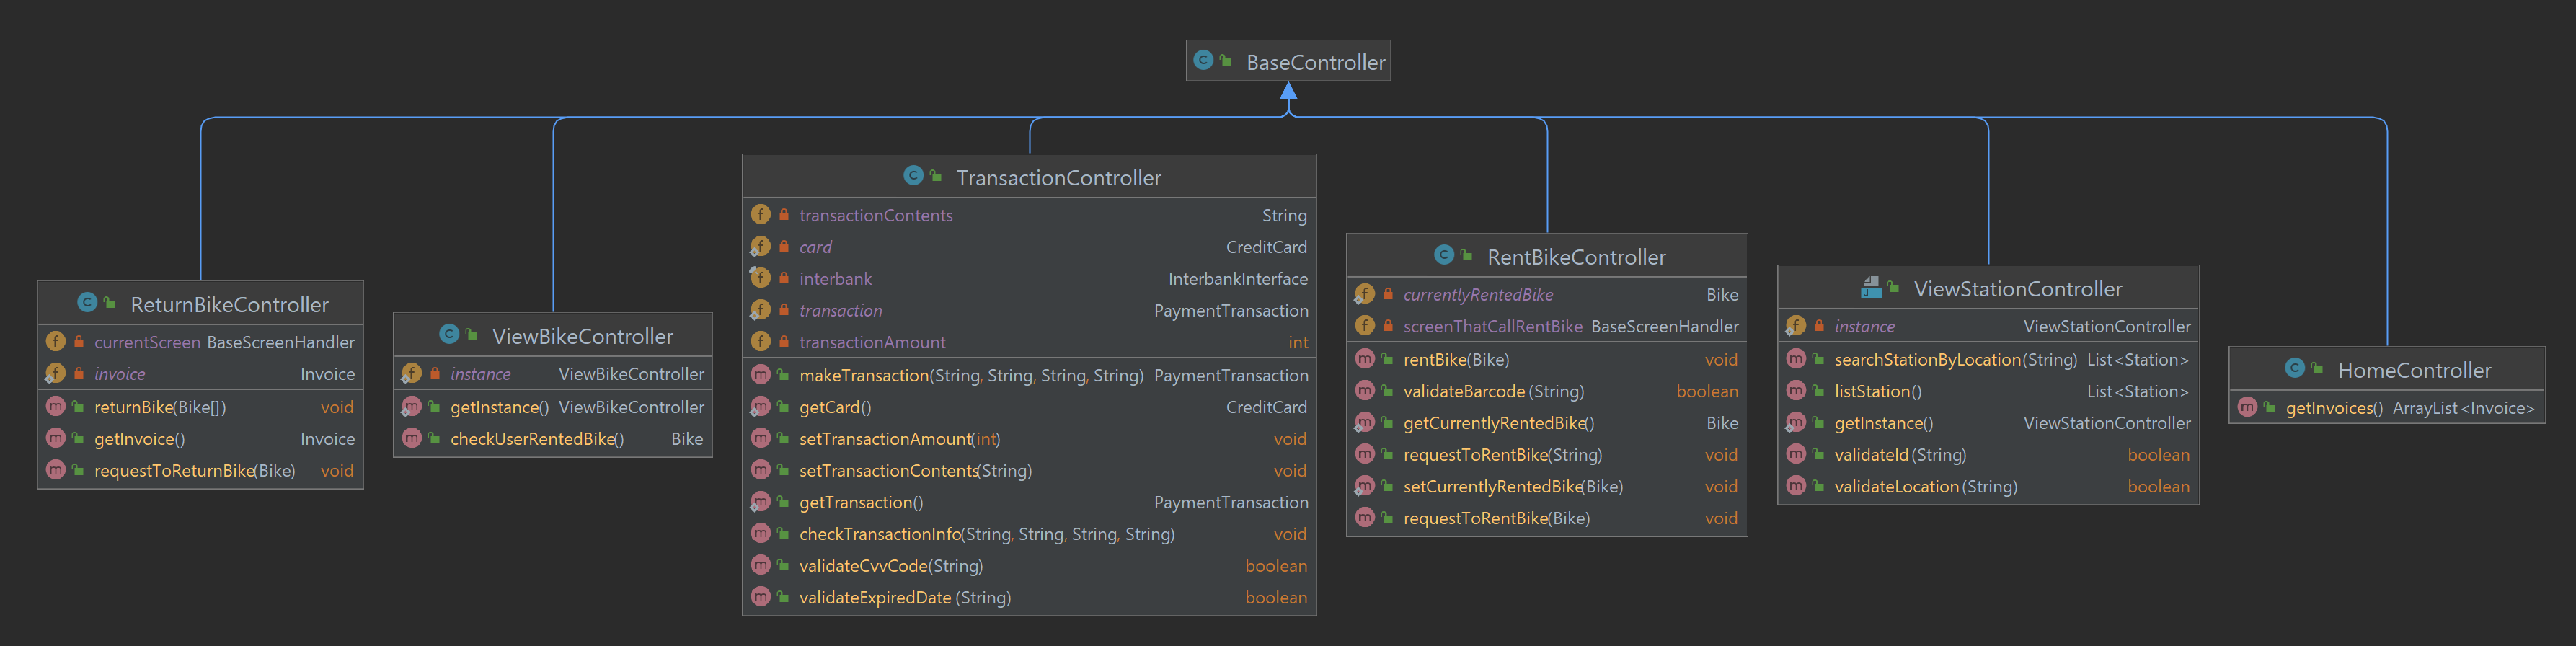 BaseController
ReturnBikeController
currentScreen BaseScreenHandler
invoice Invoice
returnBike(Bike[]) void
getInvoice() Invoice
requestToReturnBike(Bike) void
ViewBikeController
instance ViewBikeController
getInstance() ViewBikeController
checkUserRentedBike() Bike
TransactionController
transactionContents String
card CreditCard
interbank InterbankInterface
transaction PaymentTransaction
transactionAmount int
makeTransaction(String, String, String, String) PaymentTransaction
getCard() CreditCard
setTransactionAmount(int) void
setTransactionContents(String) void
getTransaction() PaymentTransaction
checkTransactionInfo(String, String, String, String) void
validateCvvCode(String) boolean
validateExpiredDate (String) boolean
RentBikeController
currentlyRentedBike Bike
screenThatCallRentBike BaseScreenHandler
rentBike(Bike) void
validateBarcode (String) boolean
getCurrentlyRentedBike() Bike
requestToRentBike(String) void
setCurrentlyRentedBike(Bike) void
requestToRentBike(Bike) void
ViewStationController
instance ViewStationController
searchStationByLocation(String) List<Station>
listStation() List<Station>
getInstance() ViewStationController
validateId (String) boolean
validateLocation (String) boolean
HomeController
getInvoices() ArrayList<Invoice>